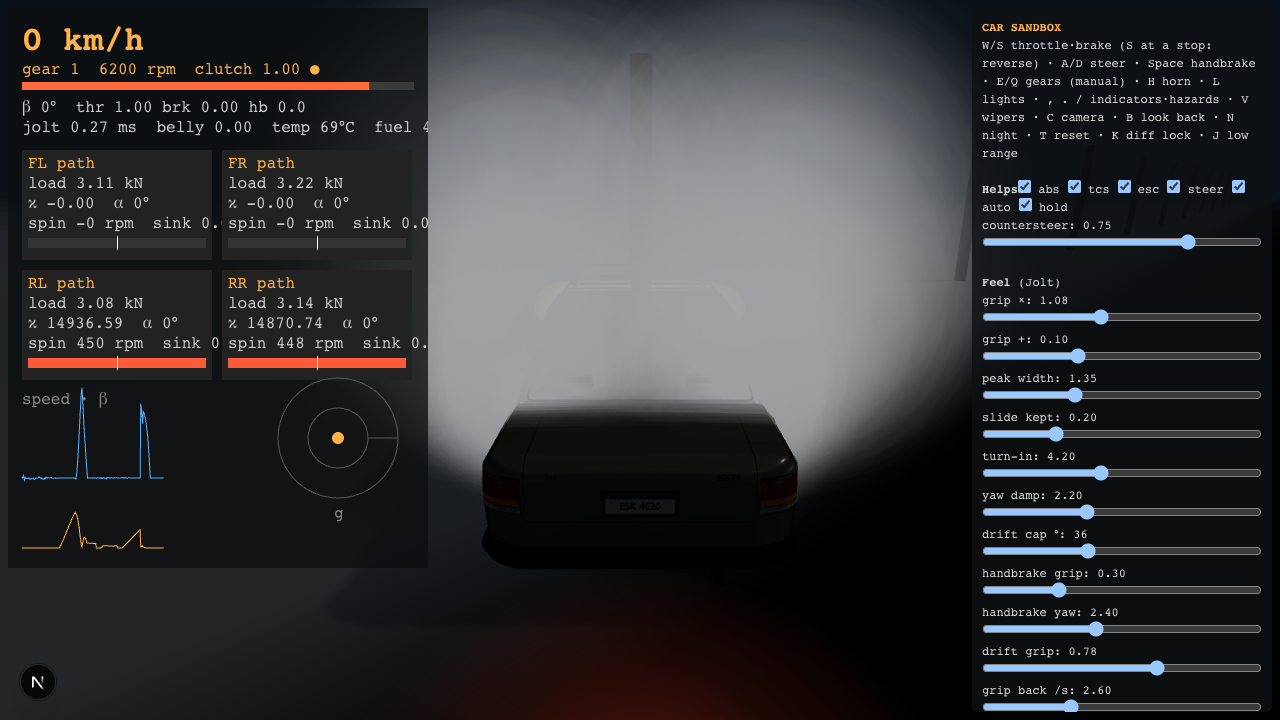 0 km/h
gear 1 6200 rpm clutch 1.00 ●
β 0° thr 1.00 brk 0.00 hb 0.0
jolt 0.27 ms belly 0.00 temp 69°C fuel 4
FL path
load 3.11 kN
ϰ -0.00 α 0°
spin -0 rpm sink 0.
FR path
load 3.22 kN
ϰ -0.00 α 0°
spin -0 rpm sink 0.
RL path
load 3.08 kN
ϰ 14936.59 α 0°
spin 450 rpm sink 0
RR path
load 3.14 kN
ϰ 14870.74 α 0°
spin 448 rpm sink 0.
speed · β
g
N
ESK 4E20
CAR SANDBOX
W/S throttle·brake (S at a stop:
reverse) · A/D steer · Space handbrake
· E/Q gears (manual) · H horn · L
lights · , . / indicators·hazards · V
wipers · C camera · B look back · N
night · T reset · K diff lock · J low
range
Helps abs tcs esc steer
auto hold
countersteer: 0.75
Feel (Jolt)
grip ×: 1.08
grip +: 0.10
peak width: 1.35
slide kept: 0.20
turn-in: 4.20
yaw damp: 2.20
drift cap °: 36
handbrake grip: 0.30
handbrake yaw: 2.40
drift grip: 0.78
grip back /s: 2.60